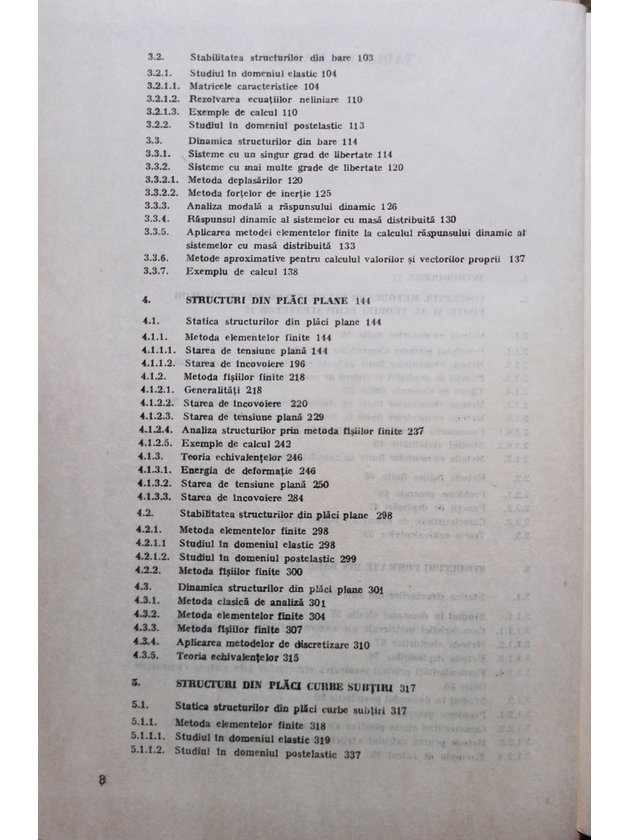 3.2. Stabilitatea structurilor din bare 103
3.2.1. Studiul în domeniul elastic 104
3.2.1.1. Matricele caracteristice 104
3.2.1.2. Rezolvarea ecuațiilor neliniare 110
3.2.1.3. Exemple de calcul 110
3.2.2. Studiul în domeniul postelastic 113
3.3. Dinamica structurilor din bare 114
3.3.1. Sisteme cu un singur grad de libertate 114
3.3.2. Sisteme cu mai multe grade de libertate 120
3.3.2.1. Metoda deplasărilor 120
3.3.2.2. Metoda forțelor de inerție 125
3.3.3. Analiza modală a răspunsului dinamic 126
3.3.4. Răspunsul dinamic al sistemelor cu masă distribuită 130
3.3.5. Aplicarea metodei elementelor finite la calculul răspunsului dinamic al
sistemelor cu masă distribuită 133
3.3.6. Metode aproximative pentru calculul valorilor și vectorilor proprii 137
3.3.7. Exemplu de calcul 138
4. STRUCTURI DIN PLĂCI PLANE 144
4.1. Statica structurilor din plăci plane 144
4.1.1. Metoda elementelor finite 144
4.1.1.1. Starea de tensiune plană 144
4.1.1.2. Starea de încovoiere 196
4.1.2. Metoda fîșiilor finite 218
4.1.2.1. Generalități 218
4.1.2.2. Starea de încovoiere 220
4.1.2.3. Starea de tensiune plană 229
4.1.2.4. Analiza structurilor prin metoda fîșiilor finite 237
4.1.2.5. Exemple de calcul 242
4.1.3. Teoria echivalențelor 246
4.1.3.1. Energia de deformație 246
4.1.3.2. Starea de tensiune plană 250
4.1.3.3. Starea de încovoiere 284
4.2. Stabilitatea structurilor din plăci plane 298
4.2.1. Metoda elementelor finite 298
4.2.1.1 Studiul în domeniul elastic 298
4.2.1.2. Studiul în domeniul postelastic 299
4.2.2. Metoda fîșiilor finite 300
4.3. Dinamica structurilor din plăci plane 301
4.3.1. Metoda clasică de analiză 301
4.3.2. Metoda elementelor finite 304
4.3.3. Metoda fîșiilor finite 307
4.3.4. Aplicarea metodelor de discretizare 310
4.3.5. Teoria echivalențelor 315
5. STRUCTURI DIN PLĂCI CURBE SUBȚIRI 317
5.1. Statica structurilor din plăci curbe subțiri 317
5.1.1. Metoda elementelor finite 318
5.1.1.1. Studiul în domeniul elastic 319
5.1.1.2. Studiul în domeniul postelastic 337
8